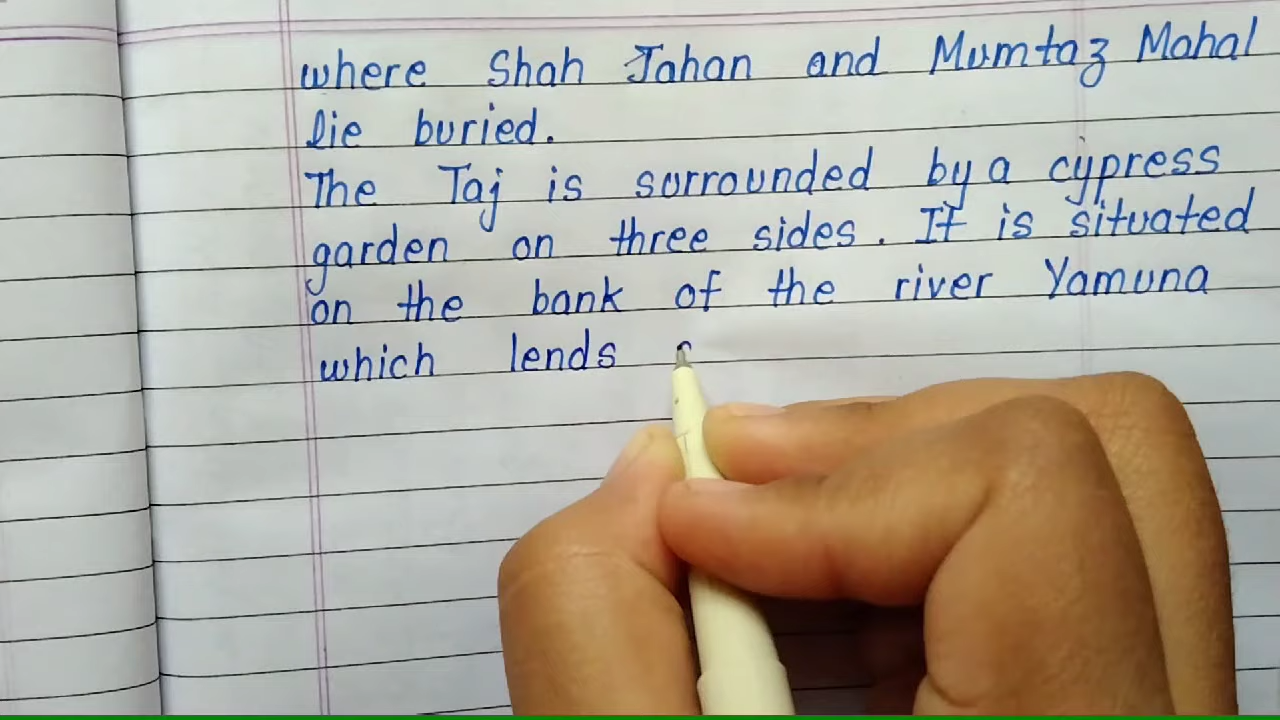 where Shah Jahan and Mumtaz Mahal
lie buried.
The Taj is surrounded by a cypress
garden on three sides. It is situated
on the bank of the river Yamuna
which lends